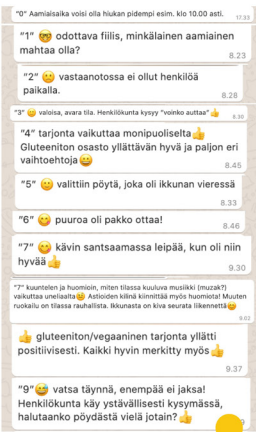 "0" Aamiaisaika voisi olla hiukan pidempi esim. klo 10.00 asti.
17.33
"1" 🤓 odottava fiilis, minkälainen aamiainen
mahtaa olla?
8.23
"2" 🙁 vastaanotossa ei ollut henkilöä
paikalla.
8.28
"3" 🙂 valoisa, avara tila. Henkilökunta kysyy "voinko auttaa"👍
8.30
"4" tarjonta vaikuttaa monipuoliselta👍
Gluteeniton osasto yllättävän hyvä ja paljon eri
vaihtoehtoja😀
8.45
"5" 🙂 valittiin pöytä, joka oli ikkunan vieressä
8.33
"6" 😋 puuroa oli pakko ottaa!
8.46
"7" 😋 kävin santsaamassa leipää, kun oli niin
hyvää👍
9.30
"7" kuuntelen ja huomioin, miten tilassa kuuluva musiikki (muzak?)
vaikuttaa uneliaalta😕 Astioiden kilinä kiinnittää myös huomiota! Muuten
ruokailu on tilassa rauhallista. Ikkunasta on kiva seurata liikennettä😊
9.02
👍 gluteeniton/vegaaninen tarjonta yllätti
positiivisesti. Kaikki hyvin merkitty myös👍
9.37
"9"😅 vatsa täynnä, enempää ei jaksa!
Henkilökunta käy ystävällisesti kysymässä,
halutaanko pöydästä vielä jotain?👍